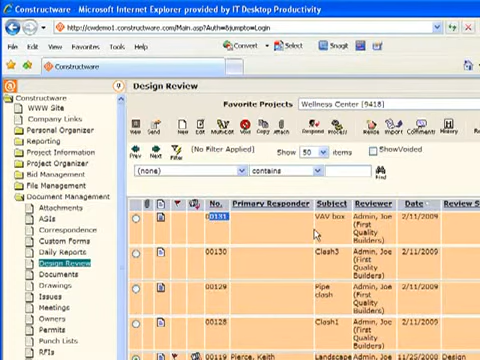 Constructware - Microsoft Internet Explorer provided by IT Desktop Productivity
http://cwdemo1.constructware.com/Main.asp?Auth=&jumpto=Login
File Edit View Favorites Tools Help
Convert Select SnagIt
Constructware
Constructware
WWW Site
Company Links
Personal Organizer
Reporting
Project Information
Project Organizer
Bid Management
File Management
Document Management
Attachments
ASIs
Correspondence
Custom Forms
Daily Reports
Design Review
Documents
Drawings
Issues
Meetings
Owners
Permits
Punch Lists
RFIs
Design Review
Favorite Projects Wellness Center [9418]
View Send New Edit Void Copy Attach Respond Process Import Comments History
Prev Next Filter [No Filter Applied] Show 50 items ShowVoided
(none) contains Find
No. Primary Responder Subject Reviewer Date Review
00131 VAV box Admin, Joe (First Quality Builders) 2/11/2009
00130 Clash3 Admin, Joe (First Quality Builders) 2/11/2009
00129 Pipe clash Admin, Joe (First Quality Builders) 2/11/2009
00128 Clash1 Admin, Joe (First Quality Builders) 2/11/2009
00119 Pierce, Keith Landscape Admin, Joe 11/25/2008 Design